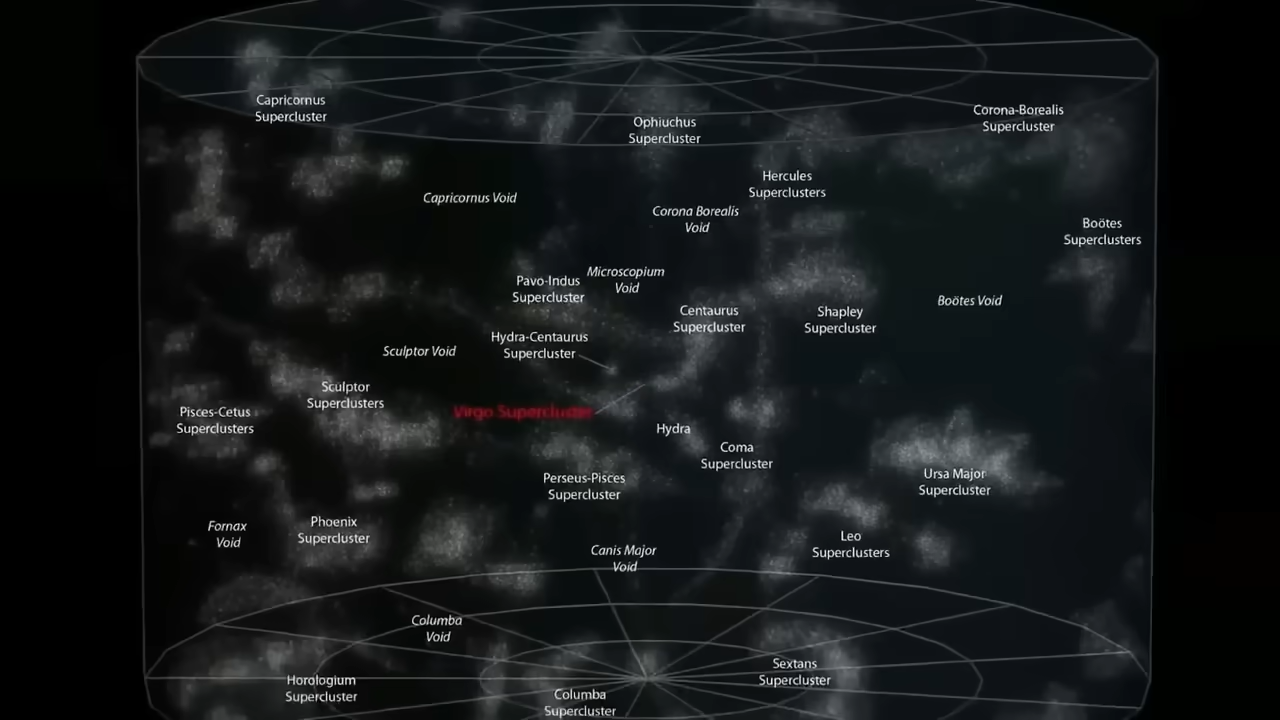 Capricornus
Supercluster
Ophiuchus
Supercluster
Corona-Borealis
Supercluster
Hercules
Superclusters
Capricornus Void
Corona Borealis
Void
Boötes
Superclusters
Microscopium
Void
Pavo-Indus
Supercluster
Boötes Void
Centaurus
Supercluster
Shapley
Supercluster
Hydra-Centaurus
Supercluster
Sculptor Void
Sculptor
Superclusters
Pisces-Cetus
Superclusters
Virgo Supercluster
Hydra
Coma
Supercluster
Perseus-Pisces
Supercluster
Ursa Major
Supercluster
Fornax
Void
Phoenix
Supercluster
Canis Major
Void
Leo
Superclusters
Columba
Void
Horologium
Supercluster
Columba
Supercluster
Sextans
Supercluster